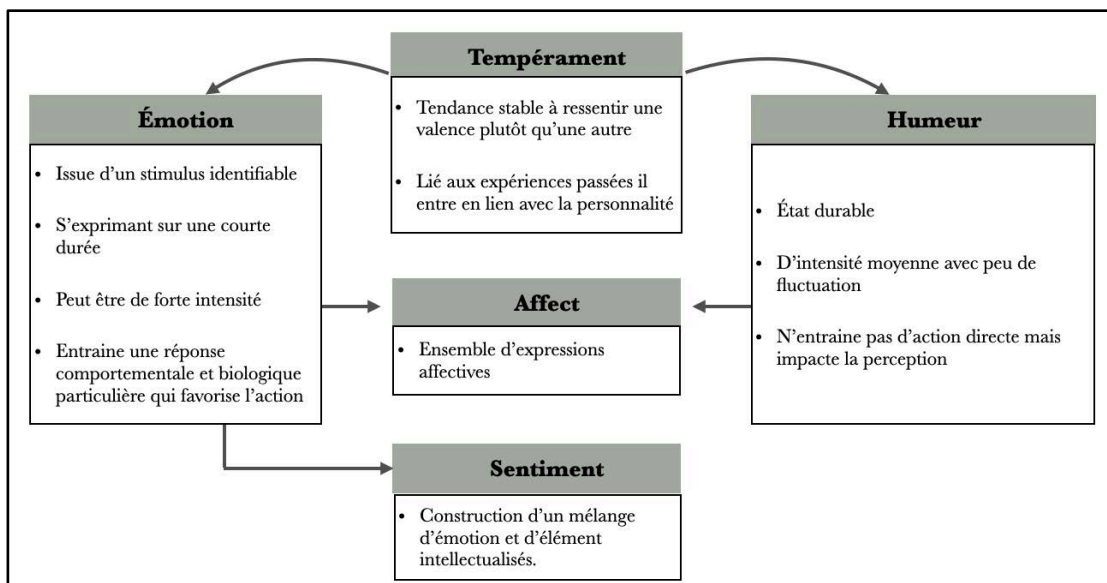 Tempérament
• Tendance stable à ressentir une
valence plutôt qu'une autre
• Lié aux expériences passées il
entre en lien avec la personnalité
Émotion
• Issue d'un stimulus identifiable
• S'exprimant sur une courte
durée
• Peut être de forte intensité
• Entraine une réponse
comportementale et biologique
particulière qui favorise l'action
Humeur
• État durable
• D'intensité moyenne avec peu de
fluctuation
• N'entraine pas d'action directe mais
impacte la perception
Affect
• Ensemble d'expressions
affectives
Sentiment
• Construction d'un mélange
d'émotion et d'élément
intellectualisés.